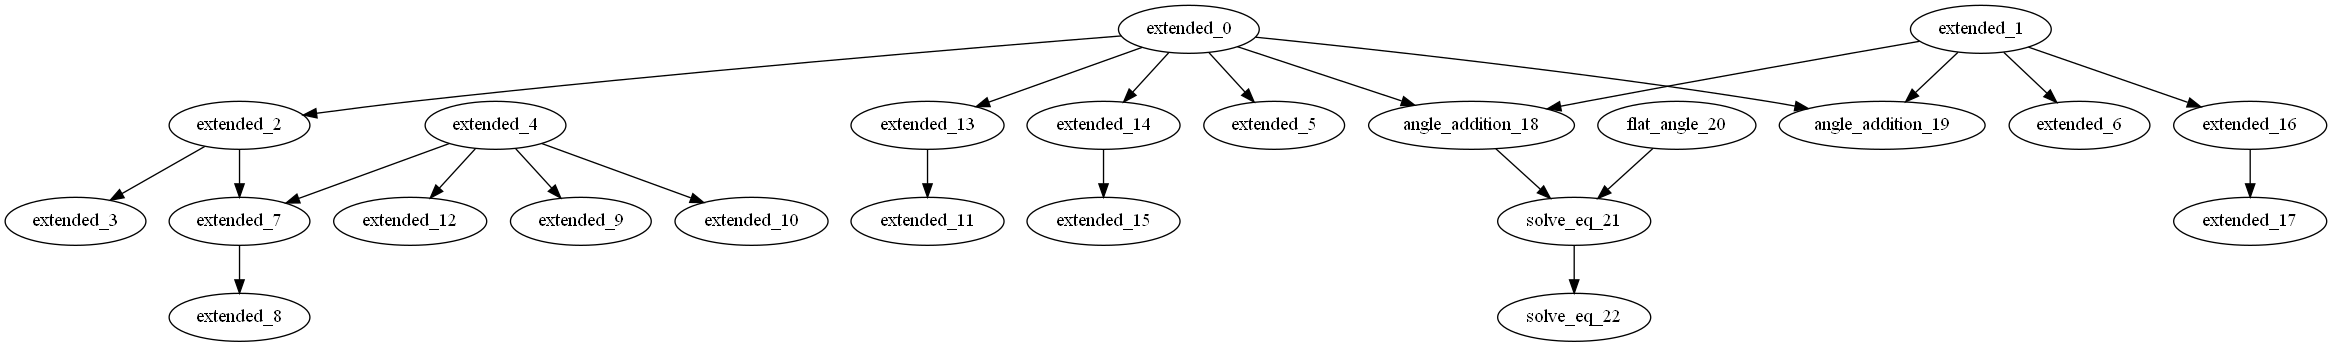 extended_0
extended_1
extended_2
extended_4
extended_13
extended_14
extended_5
angle_addition_18
flat_angle_20
angle_addition_19
extended_6
extended_16
extended_3
extended_7
extended_12
extended_9
extended_10
extended_11
extended_15
solve_eq_21
extended_17
extended_8
solve_eq_22